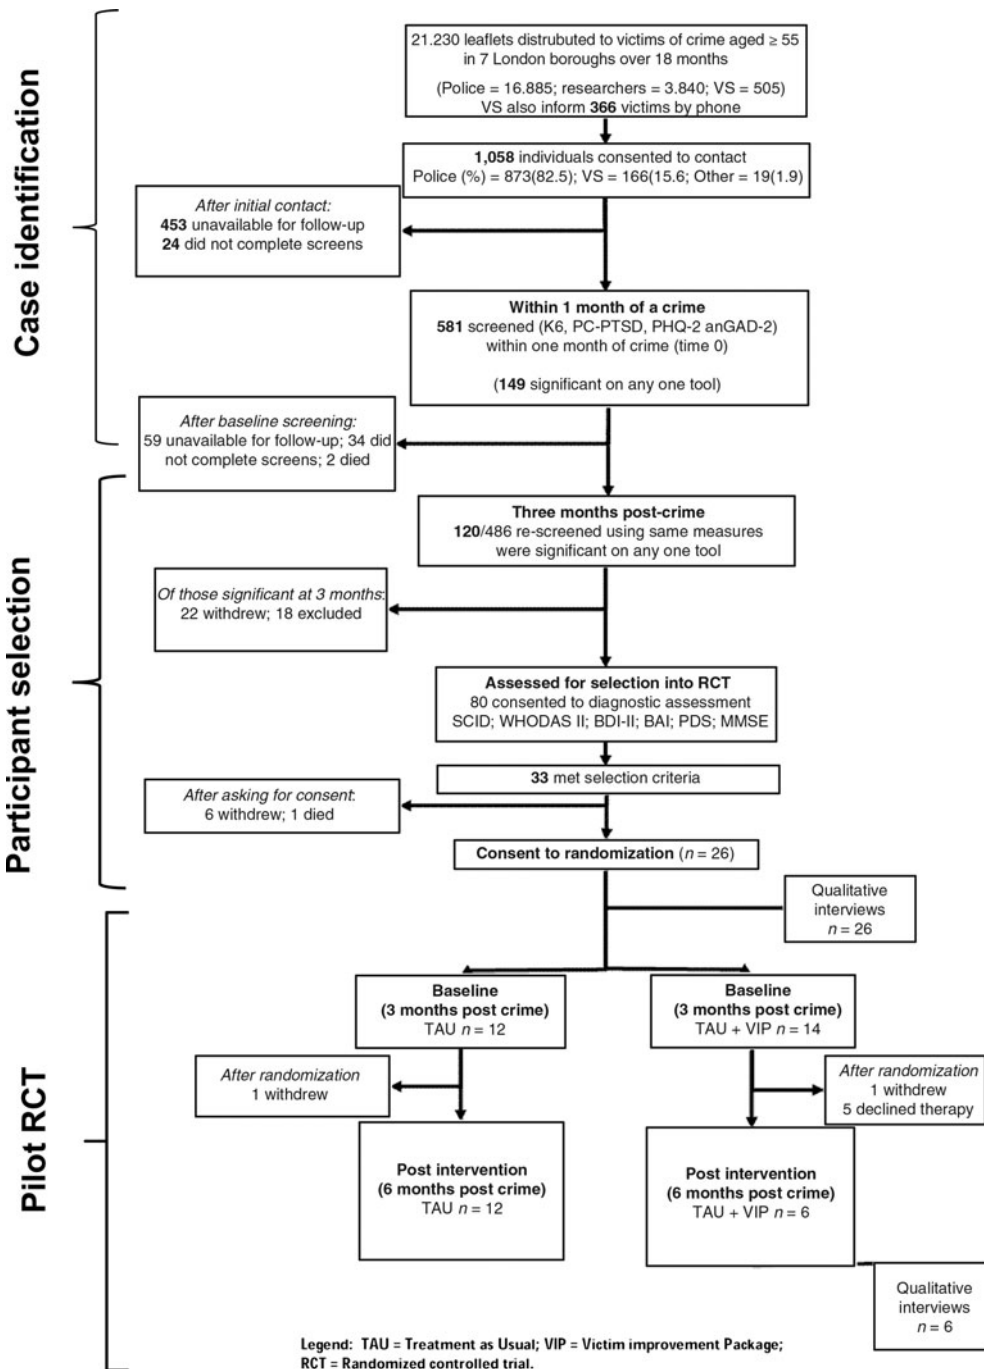 Case identification
21.230 leaflets distrubuted to victims of crime aged ≥ 55
in 7 London boroughs over 18 months
(Police = 16.885; researchers = 3.840; VS = 505)
VS also inform 366 victims by phone
1,058 individuals consented to contact
Police (%) = 873(82.5); VS = 166(15.6; Other = 19(1.9)
After initial contact:
453 unavailable for follow-up
24 did not complete screens
Within 1 month of a crime
581 screened (K6, PC-PTSD, PHQ-2 anGAD-2)
within one month of crime (time 0)
(149 significant on any one tool)
After baseline screening:
59 unavailable for follow-up; 34 did
not complete screens; 2 died
Participant selection
Three months post-crime
120/486 re-screened using same measures
were significant on any one tool
Of those significant at 3 months:
22 withdrew; 18 excluded
Assessed for selection into RCT
80 consented to diagnostic assessment
SCID; WHODAS II; BDI-II; BAI; PDS; MMSE
33 met selection criteria
After asking for consent:
6 withdrew; 1 died
Consent to randomization (n = 26)
Pilot RCT
Qualitative
interviews
n = 26
Baseline
(3 months post crime)
TAU n = 12
Baseline
(3 months post crime)
TAU + VIP n = 14
After randomization
1 withdrew
After randomization
1 withdrew
5 declined therapy
Post intervention
(6 months post crime)
TAU n = 12
Post intervention
(6 months post crime)
TAU + VIP n = 6
Qualitative
interviews
n = 6
Legend: TAU = Treatment as Usual; VIP = Victim improvement Package;
RCT = Randomized controlled trial.